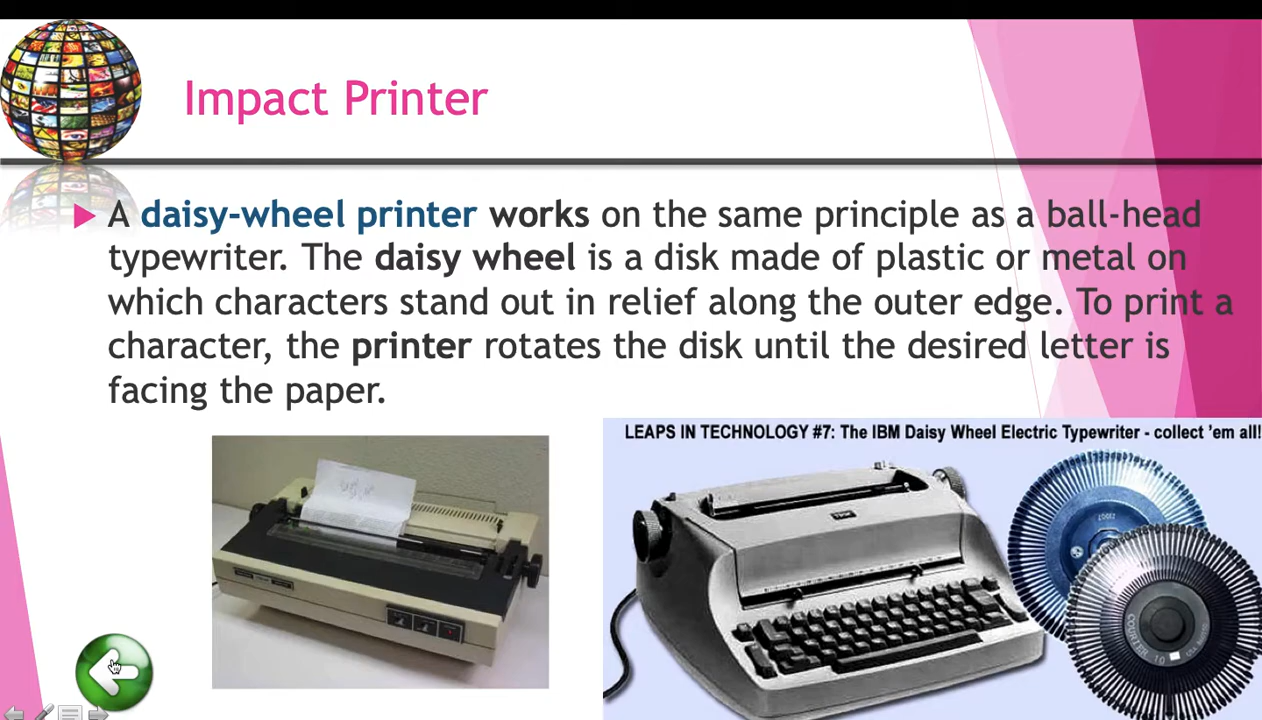 Impact Printer
A daisy-wheel printer works on the same principle as a ball-head
typewriter. The daisy wheel is a disk made of plastic or metal on
which characters stand out in relief along the outer edge. To print a
character, the printer rotates the disk until the desired letter is
facing the paper.
LEAPS IN TECHNOLOGY #7: The IBM Daisy Wheel Electric Typewriter - collect 'em all!
IBM
COURIER 10